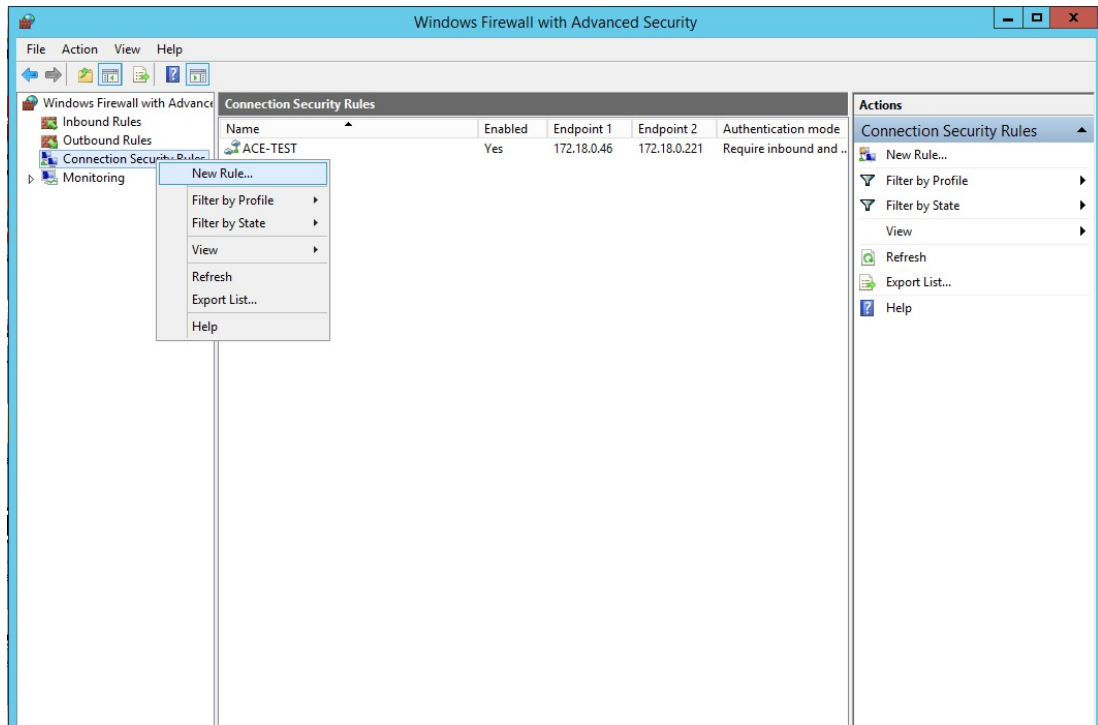 Windows Firewall with Advanced Security
File Action View Help
Windows Firewall with Advance
Inbound Rules
Outbound Rules
Connection Security Rules
Monitoring
New Rule...
Filter by Profile
Filter by State
View
Refresh
Export List...
Help
Connection Security Rules
Name Enabled Endpoint 1 Endpoint 2 Authentication mode
ACE-TEST Yes 172.18.0.46 172.18.0.221 Require inbound and ..
Actions
Connection Security Rules
New Rule...
Filter by Profile
Filter by State
View
Refresh
Export List...
Help